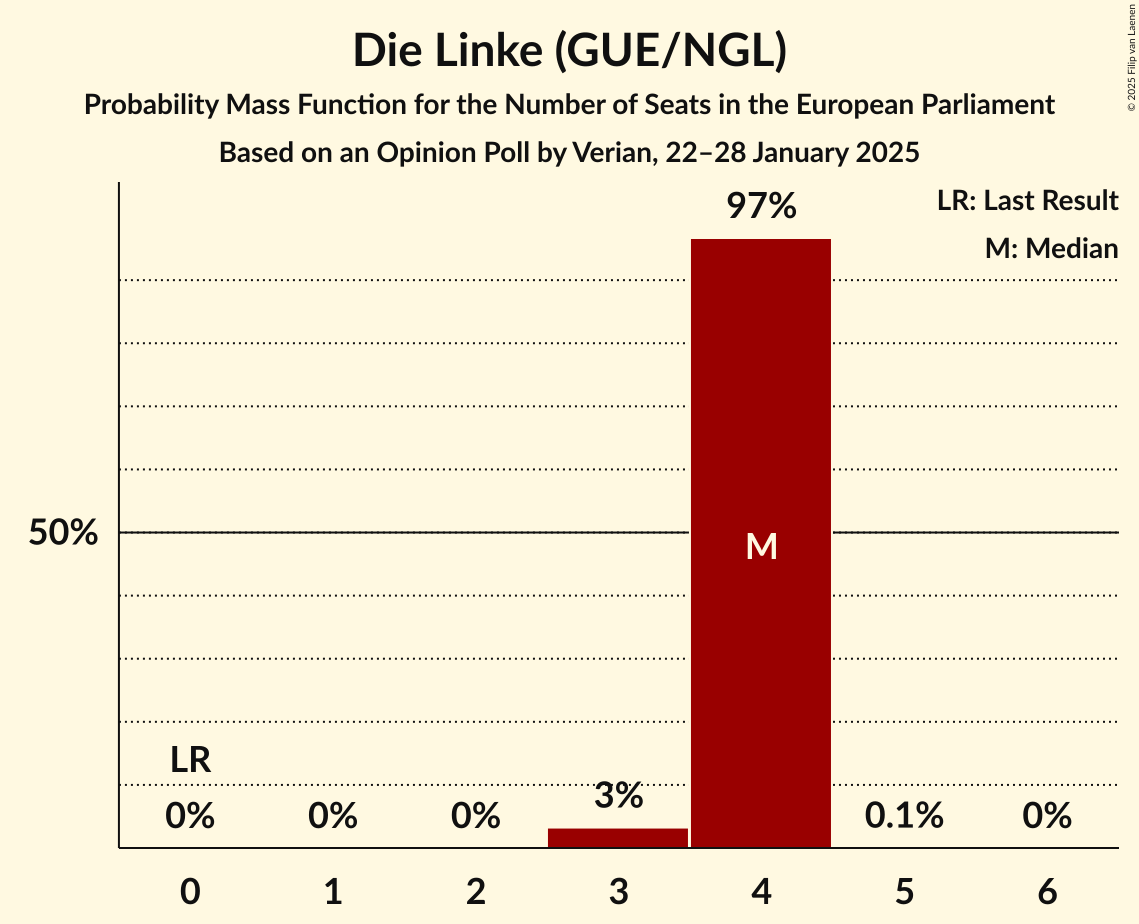 Die Linke (GUE/NGL)
Probability Mass Function for the Number of Seats in the European Parliament
Based on an Opinion Poll by Verian, 22–28 January 2025
© 2025 Filip van Laenen
LR: Last Result
M: Median
97%
50%
M
LR
0%
0%
0%
3%
0.1%
0%
0
1
2
3
4
5
6